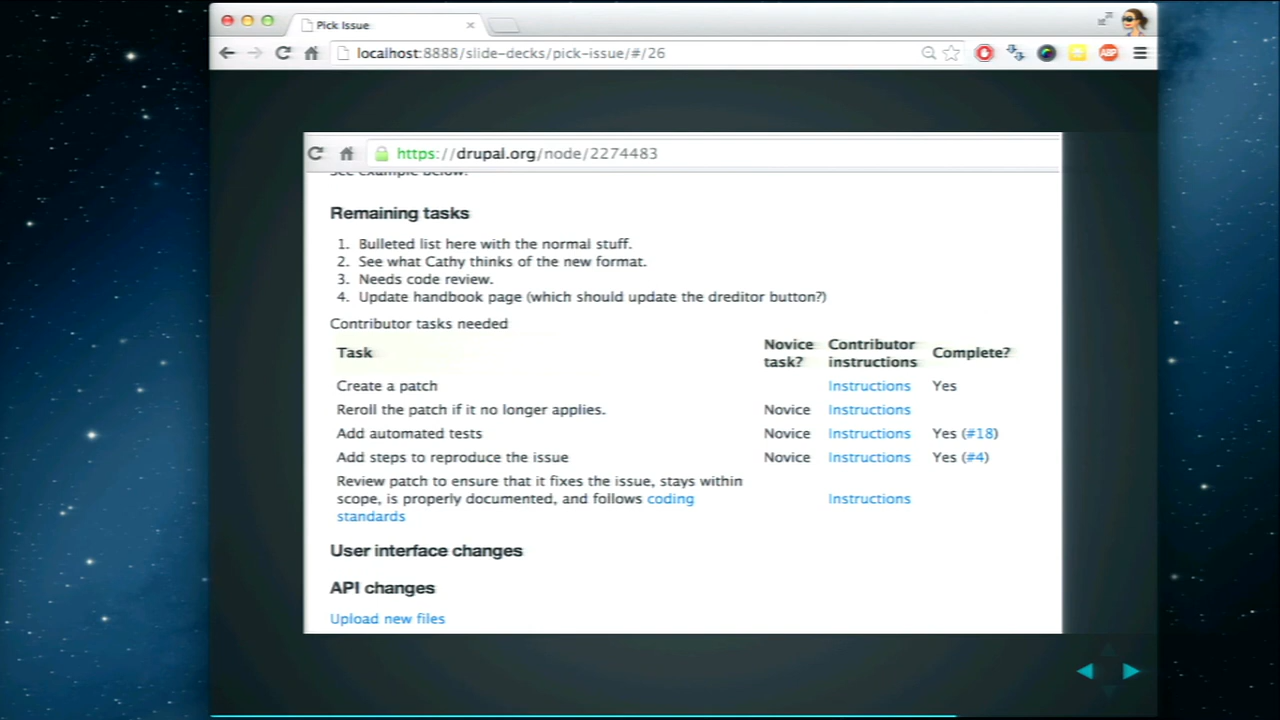 Pick Issue
localhost:8888/slide-decks/pick-issue/#/26
ABP
https://drupal.org/node/2274483
See example below.
Remaining tasks
1. Bulleted list here with the normal stuff.
2. See what Cathy thinks of the new format.
3. Needs code review.
4. Update handbook page (which should update the dreditor button?)
Contributor tasks needed
Task Novice task? Contributor instructions Complete?
Create a patch Instructions Yes
Reroll the patch if it no longer applies. Novice Instructions
Add automated tests Novice Instructions Yes (#18)
Add steps to reproduce the issue Novice Instructions Yes (#4)
Review patch to ensure that it fixes the issue, stays within
scope, is properly documented, and follows coding Instructions
standards
User interface changes
API changes
Upload new files